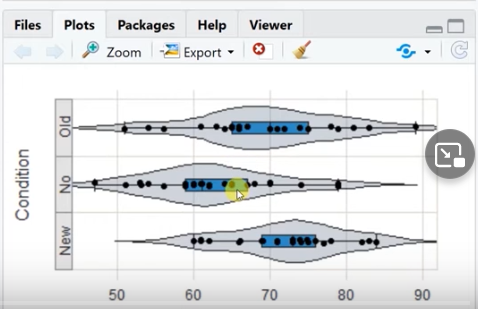 Files Plots Packages Help Viewer
Zoom Export
Condition
Old
No
New
50 60 70 80 90